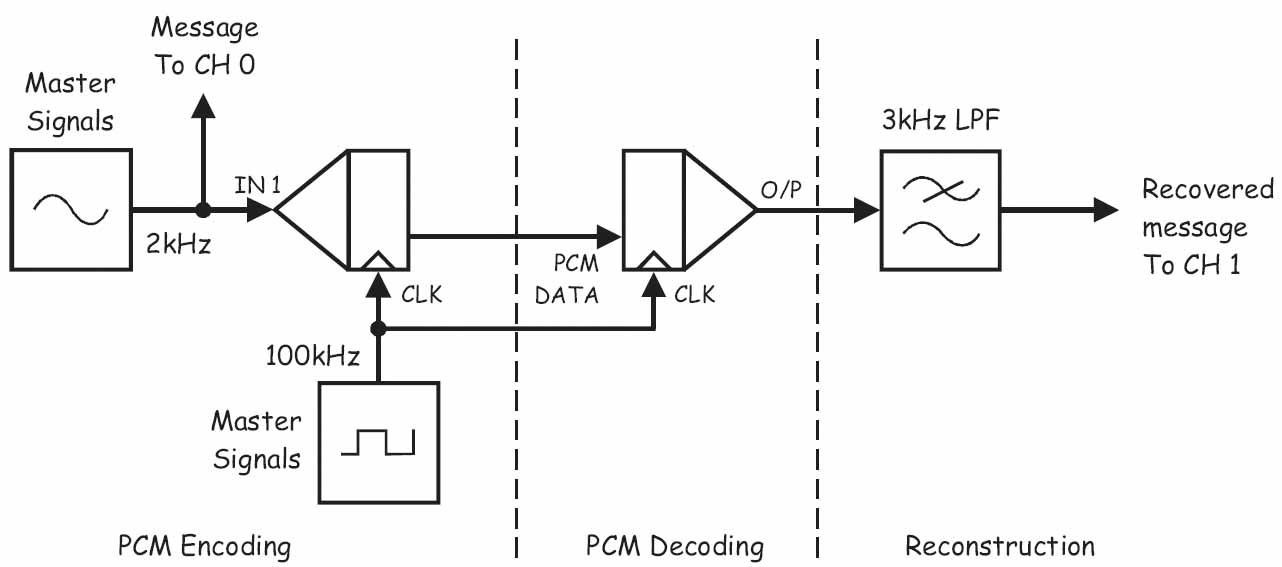 Message
To CH 0
Master
Signals
IN 1
2kHz
CLK
100kHz
Master
Signals
PCM Encoding
PCM
DATA
CLK
O/P
PCM Decoding
3kHz LPF
Recovered
message
To CH 1
Reconstruction